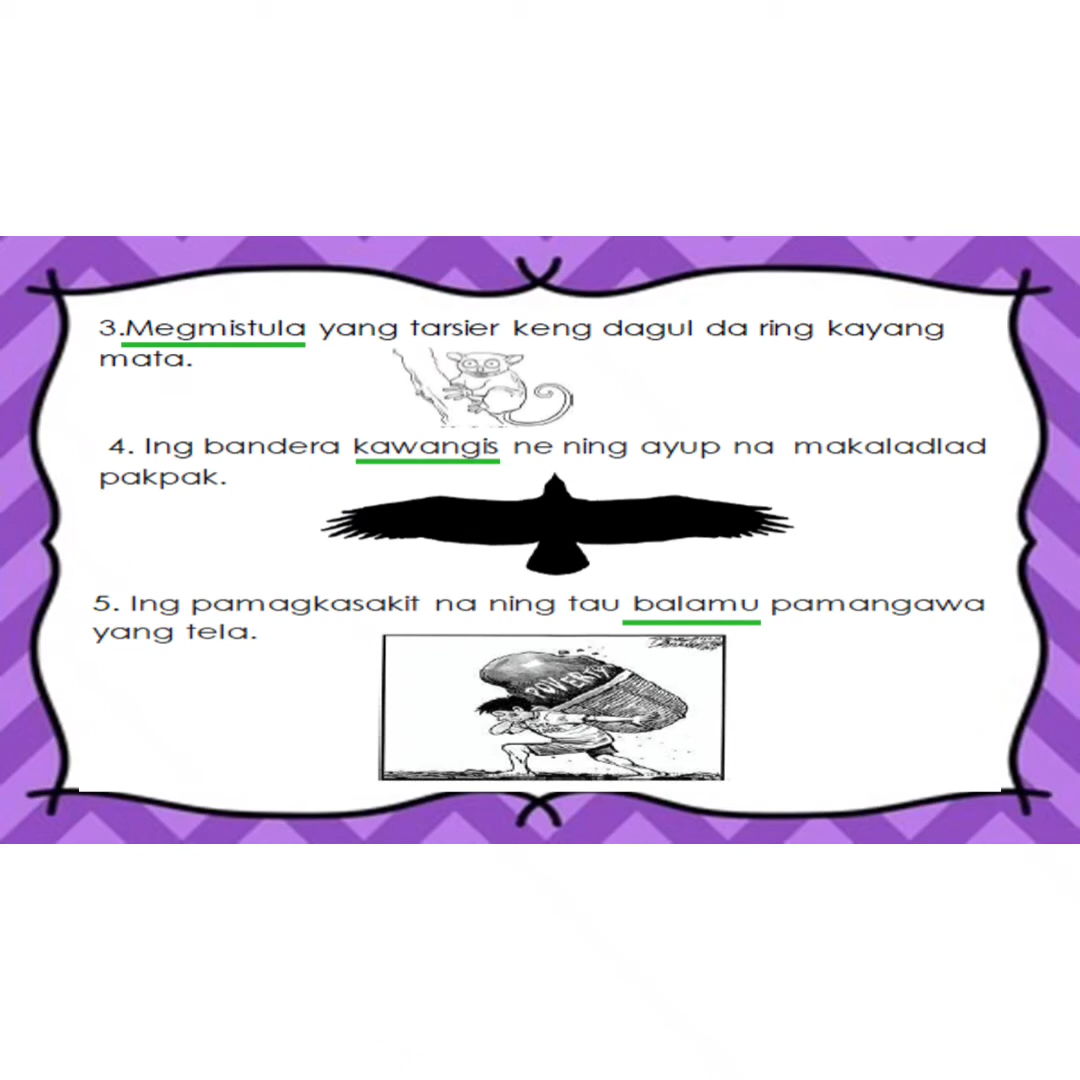 3.Megmistula yang tarsier keng dagul da ring kayang
mata.
4. Ing bandera kawangis ne ning ayup na makaladlad
pakpak.
5. Ing pamagkasakit na ning tau balamu pamangawa
yang tela.
POVERTY